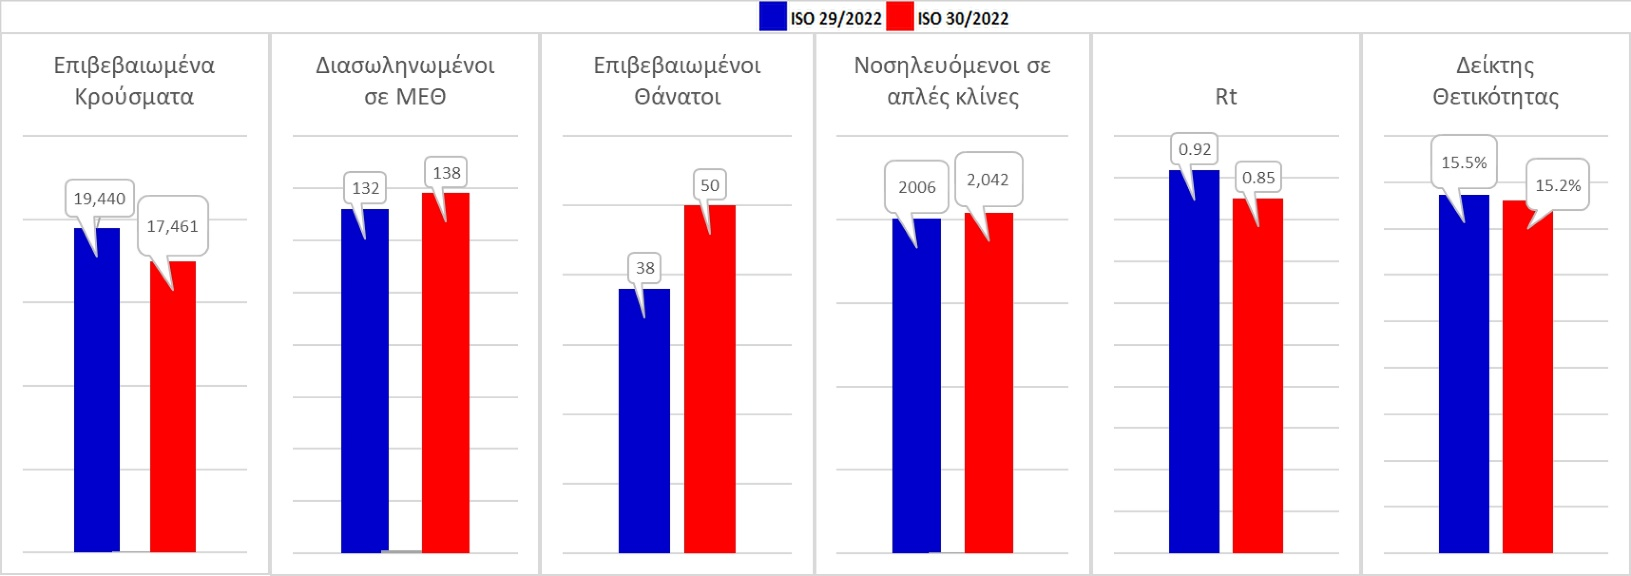 ISO 29/2022 ISO 30/2022
Επιβεβαιωμένα
Κρούσματα
19,440
17,461
Διασωληνωμένοι
σε ΜΕΘ
132
138
Επιβεβαιωμένοι
Θάνατοι
38
50
Νοσηλευόμενοι σε
απλές κλίνες
2006
2,042
Rt
0.92
0.85
Δείκτης
Θετικότητας
15.5%
15.2%